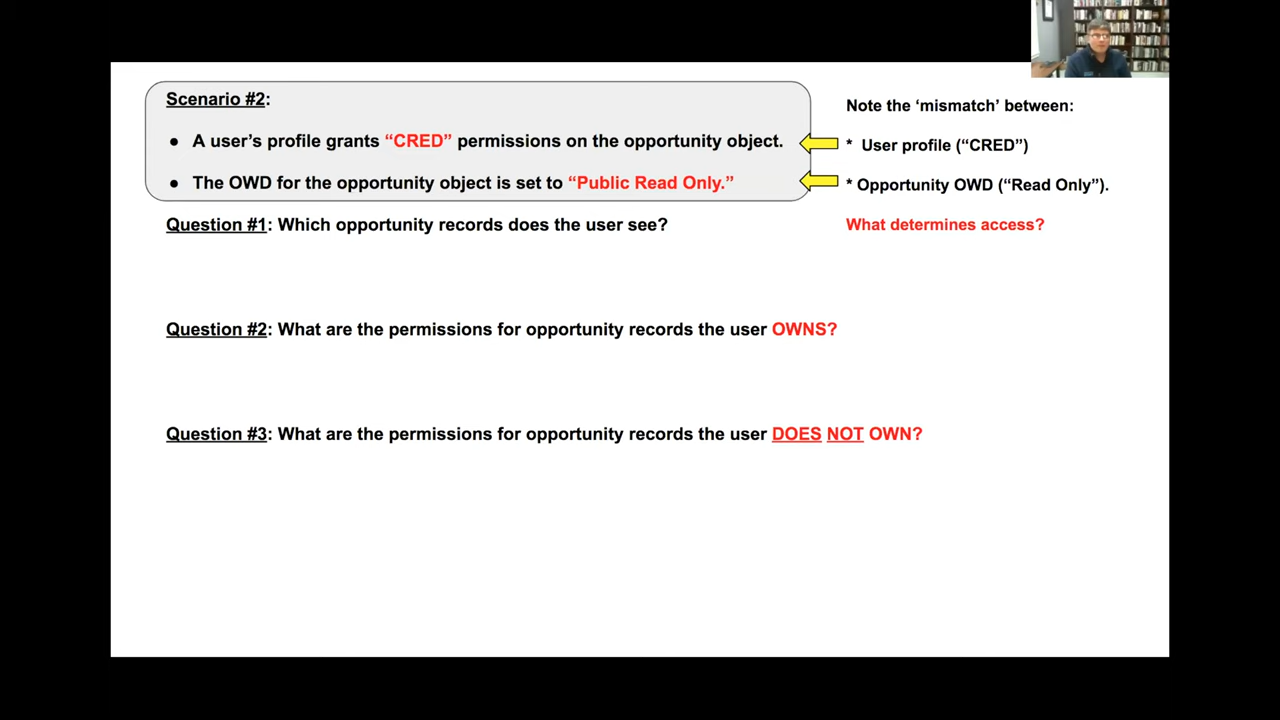 Scenario #2:
● A user’s profile grants “CRED” permissions on the opportunity object.
● The OWD for the opportunity object is set to “Public Read Only.”
Note the ‘mismatch’ between:
* User profile (“CRED”)
* Opportunity OWD (“Read Only”).
What determines access?
Question #1: Which opportunity records does the user see?
Question #2: What are the permissions for opportunity records the user OWNS?
Question #3: What are the permissions for opportunity records the user DOES NOT OWN?